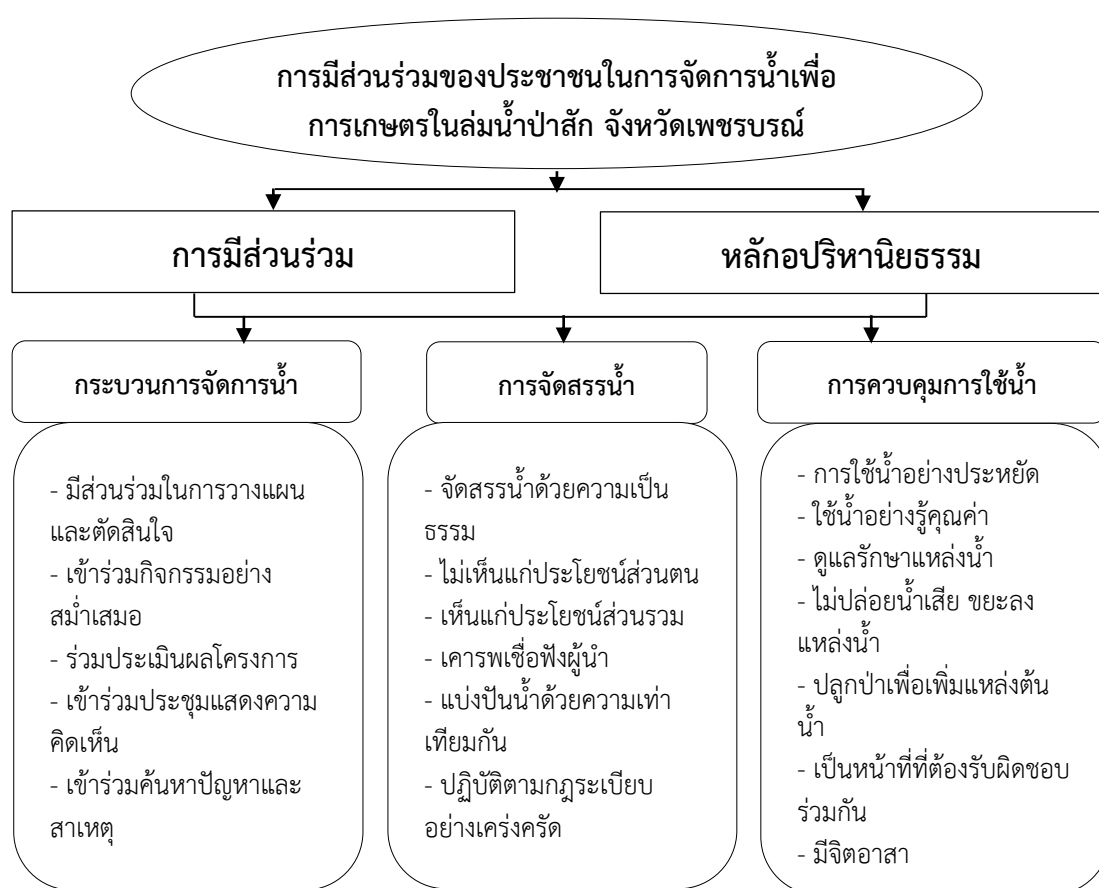 การมีส่วนร่วมของประชาชนในการจัดการน้ำเพื่อ
การเกษตรในล่มน้ำป่าสัก จังหวัดเพชรบรณ์
การมีส่วนร่วม
หลักอปริหานิยธรรม
กระบวนการจัดการน้ำ
- มีส่วนร่วมในการวางแผน
และตัดสินใจ
- เข้าร่วมกิจกรรมอย่าง
สม่ำเสมอ
- ร่วมประเมินผลโครงการ
- เข้าร่วมประชุมแสดงความ
คิดเห็น
- เข้าร่วมค้นหาปัญหาและ
สาเหตุ
การจัดสรรน้ำ
- จัดสรรน้ำด้วยความเป็น
ธรรม
- ไม่เห็นแก่ประโยชน์ส่วนตน
- เห็นแก่ประโยชน์ส่วนรวม
- เคารพเชื่อฟังผู้นำ
- แบ่งปันน้ำด้วยความเท่า
เทียมกัน
- ปฏิบัติตามกฎระเบียบ
อย่างเคร่งครัด
การควบคุมการใช้น้ำ
- การใช้น้ำอย่างประหยัด
- ใช้น้ำอย่างรู้คุณค่า
- ดูแลรักษาแหล่งน้ำ
- ไม่ปล่อยน้ำเสีย ขยะลง
แหล่งน้ำ
- ปลูกป่าเพื่อเพิ่มแหล่งต้น
น้ำ
- เป็นหน้าที่ที่ต้องรับผิดชอบ
ร่วมกัน
- มีจิตอาสา